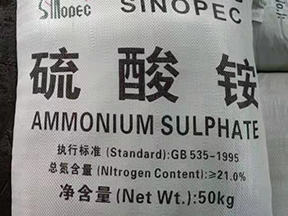 SINOPEC SINOPEC
硫酸铵
AMMONIUM SULPHATE
执行标准 (Standard):GB 535-1995
总氮含量 (NItrogen Content):≥21.0%
净含量(Net Wt.):50kg